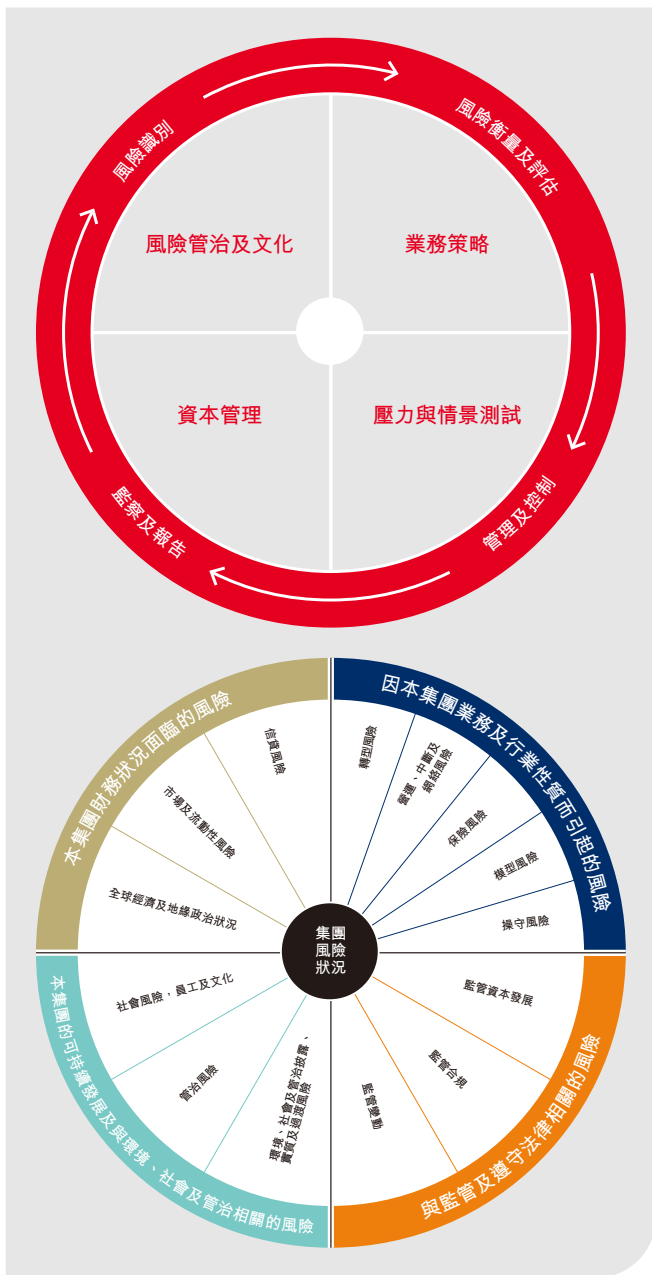 風險識別
風險衡量及評估
管理及控制
監察及報告
風險管治及文化
業務策略
資本管理
壓力與情景測試
本集團財務狀況面臨的風險
信貸風險
市場及流動性風險
全球經濟及地緣政治狀況
因本集團業務及行業性質而引起的風險
轉型風險
營運、中斷及
網絡風險
保險風險
模型風險
操守風險
集團
風險
狀況
與監管及遵守法律相關的風險
監管資本發展
監管合規
監管變動
本集團的可持續發展及與環境、社會及管治相關的風險
環境、社會及管治披露、
實質及過渡風險
管治風險
社會風險，員工及文化